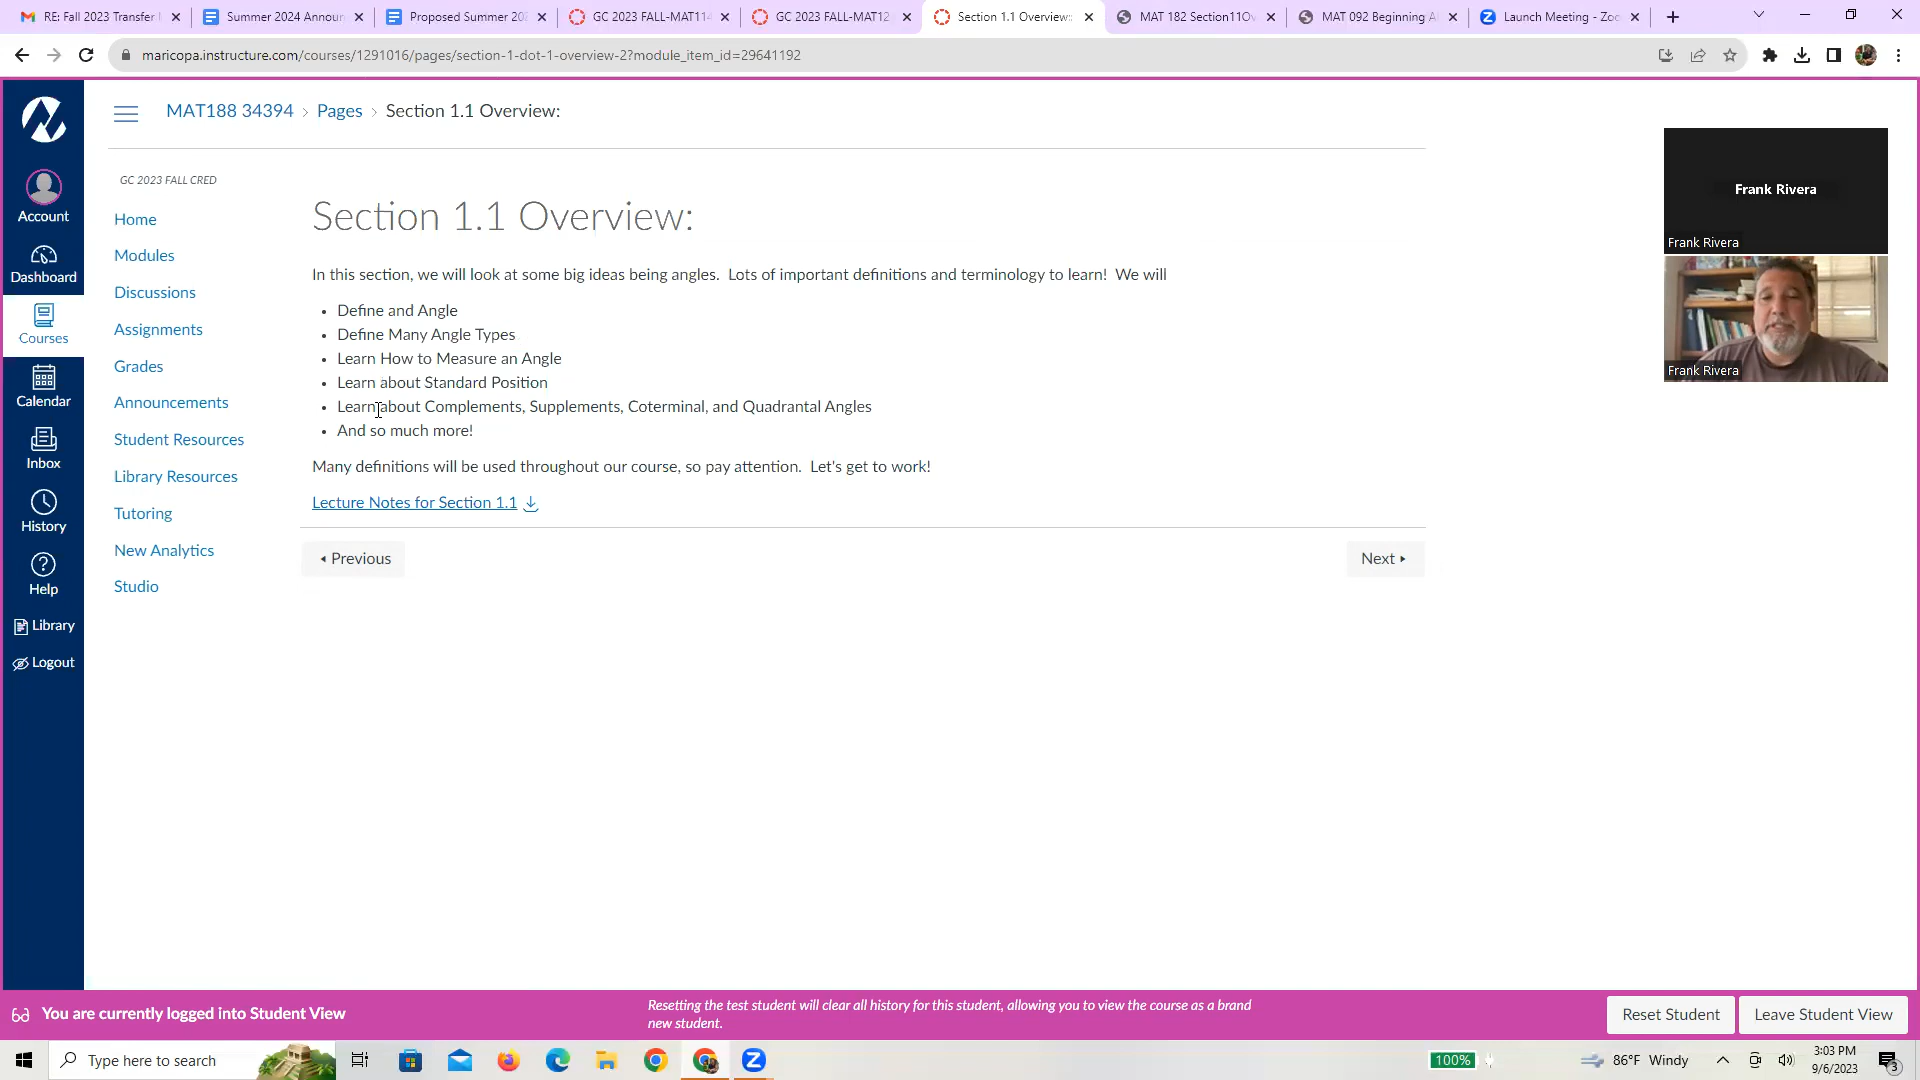 RE: Fall 2023 Transfer
Summer 2024 Announ
Proposed Summer 202
GC 2023 FALL-MAT114
GC 2023 FALL-MAT12
Section 1.1 Overview:
MAT 182 Section11Ov
MAT 092 Beginning A
Launch Meeting - Zoo
maricopa.instructure.com/courses/1291016/pages/section-1-dot-1-overview-2?module_item_id=29641192
MAT188 34394 › Pages › Section 1.1 Overview:
Account
Dashboard
Courses
Calendar
Inbox
History
Help
Library
Logout
GC 2023 FALL CRED
Home
Modules
Discussions
Assignments
Grades
Announcements
Student Resources
Library Resources
Tutoring
New Analytics
Studio
Section 1.1 Overview:
In this section, we will look at some big ideas being angles. Lots of important definitions and terminology to learn! We will
• Define and Angle
• Define Many Angle Types
• Learn How to Measure an Angle
• Learn about Standard Position
• Learn about Complements, Supplements, Coterminal, and Quadrantal Angles
• And so much more!
Many definitions will be used throughout our course, so pay attention. Let's get to work!
Lecture Notes for Section 1.1
Previous
Next
Frank Rivera
Frank Rivera
Frank Rivera
You are currently logged into Student View
Resetting the test student will clear all history for this student, allowing you to view the course as a brand
new student.
Reset Student
Leave Student View
Type here to search
100%
86°F Windy
3:03 PM
9/6/2023
3